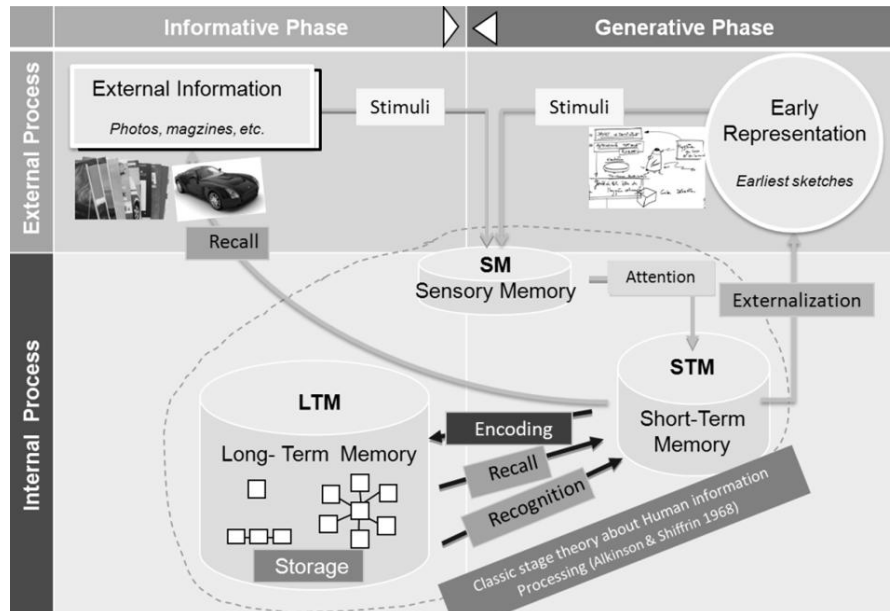 Informative Phase
Generative Phase
External Process
External Information
Photos, magzines, etc.
Stimuli
Stimuli
Early
Representation
Earliest sketches
Recall
Internal Process
SM
Sensory Memory
Attention
Externalization
STM
Short-Term
Memory
LTM
Long- Term Memory
Storage
Encoding
Recall
Recognition
Classic stage theory about Human information
Processing (Alkinson & Shiffrin 1968)